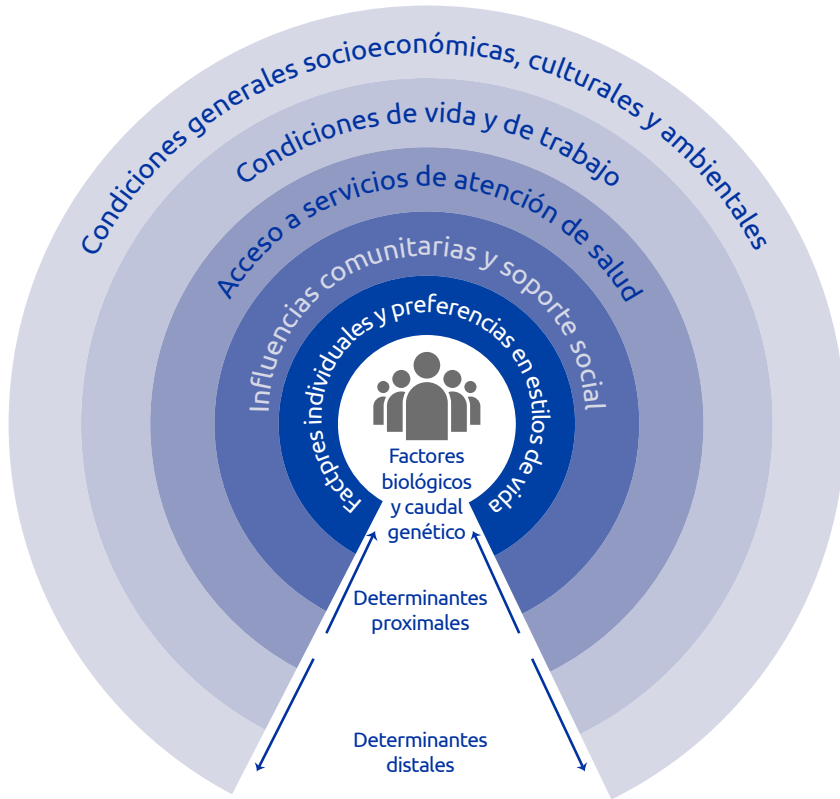 Condiciones generales socioeconómicas, culturales y ambientales
Condiciones de vida y de trabajo
Acceso a servicios de atención de salud
Influencias comunitarias y soporte social
Factpres individuales y preferencias en estilos de vida
Factores
biológicos
y caudal
genético
Determinantes
proximales
Determinantes
distales